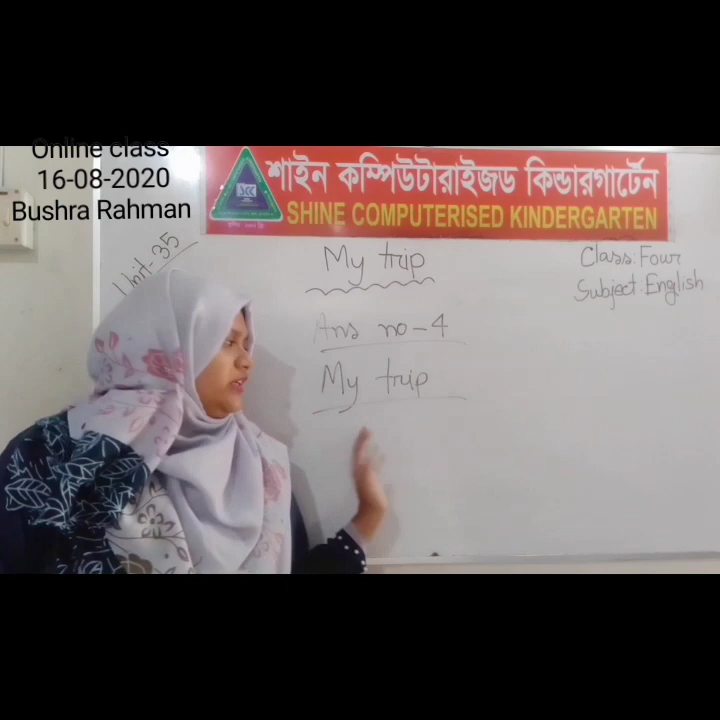 Online class
16-08-2020
Bushra Rahman
শাইন কম্পিউটারাইজড কিন্ডারগার্টেন
SHINE COMPUTERISED KINDERGARTEN
Unit-35
My trip
Class: Four
Subject: English
Ans no-4
My trip